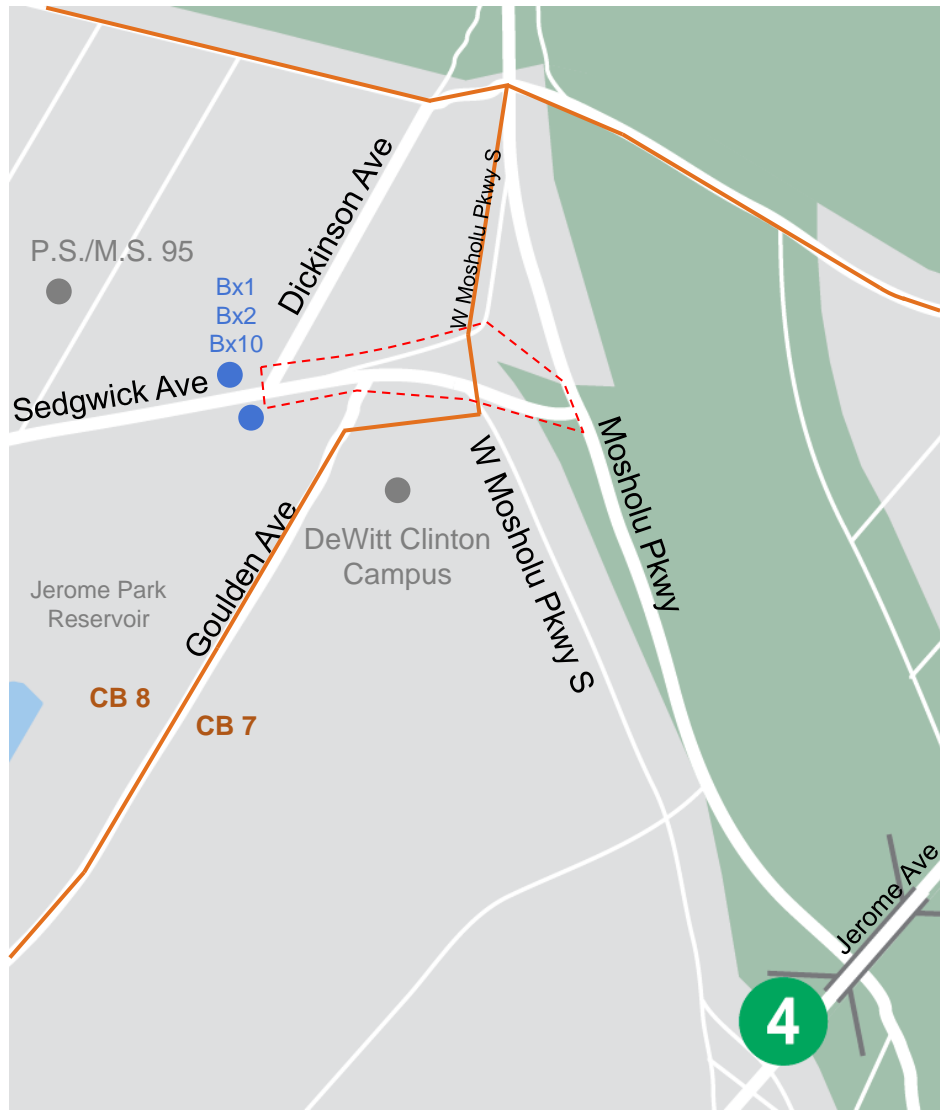 Dickinson Ave
W Mosholu Pkwy S
P.S./M.S. 95
Bx1
Bx2
Bx10
Sedgwick Ave
Mosholu Pkwy
W Mosholu Pkwy S
DeWitt Clinton
Campus
Goulden Ave
Jerome Park
Reservoir
CB 8
CB 7
Jerome Ave
4